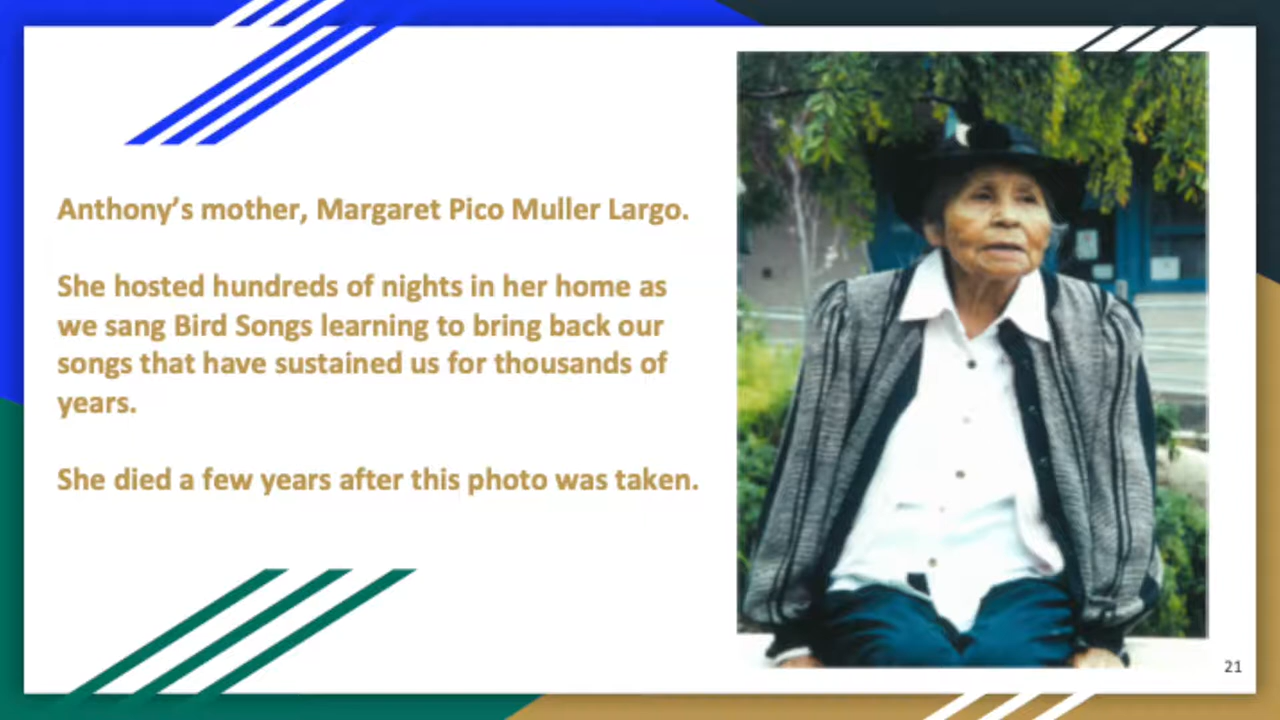 Anthony’s mother, Margaret Pico Muller Largo.
She hosted hundreds of nights in her home as
we sang Bird Songs learning to bring back our
songs that have sustained us for thousands of
years.
She died a few years after this photo was taken.
21